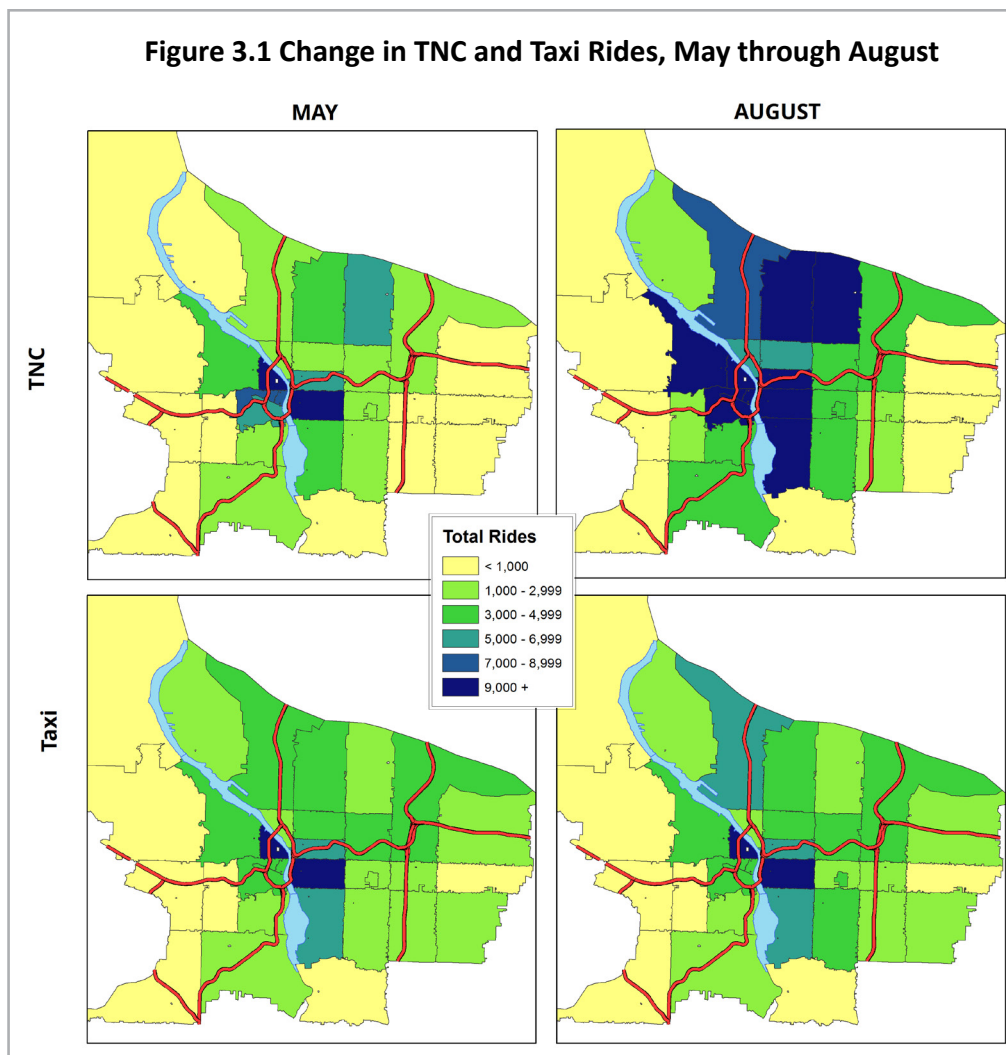 Figure 3.1 Change in TNC and Taxi Rides, May through August
MAY
AUGUST
TNC
Total Rides
< 1,000
1,000 - 2,999
3,000 - 4,999
5,000 - 6,999
7,000 - 8,999
9,000 +
Taxi